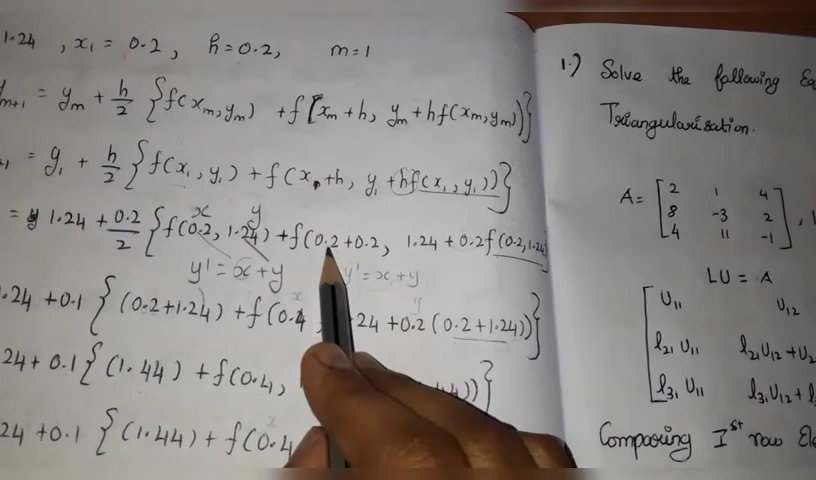 1.24 , x₁ = 0.2 , h = 0.2, m = 1
yₘ₊₁ = yₘ + h/2 {f(xₘ, yₘ) + f[xₘ + h, yₘ + hf(xₘ, yₘ))}
+1 = y₁ + h/2 {f(x₁, y₁) + f(x₁ + h, y₁ + hf(x₁, y₁))}
x y
= 1.24 + 0.2/2 {f(0.2, 1.24) + f(0.2 + 0.2, 1.24 + 0.2f(0.2, 1.24
y' = x + y y' = x + y
x y
.24 + 0.1 {(0.2 + 1.24) + f(0.4 .24 + 0.2 (0.2 + 1.24))}
24 + 0.1 {(1.44) + f(0.4, ))}
x
24 + 0.1 {(1.44) + f(0.4
1.) Solve the following
Triangularisation.
A = [2 1 4
8 -3 2
4 11 -1],
LU = A
[U₁₁ U₁₂
l₂₁ U₁₁ l₂₁U₁₂ + U₂
l₃₁ U₁₁ l₃₁U₁₂ + l
Comparing Iˢᵗ row Ele